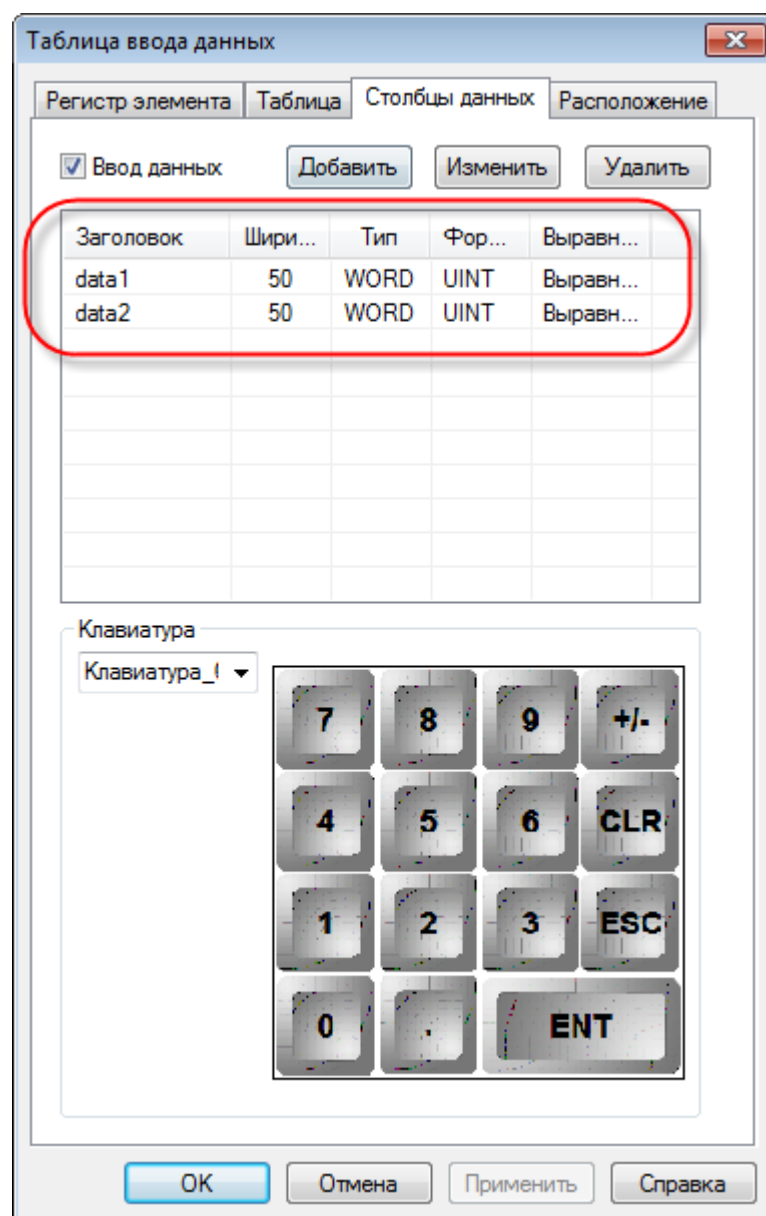 Таблица ввода данных
Регистр элемента Таблица Столбцы данных Расположение
Ввод данных Добавить Изменить Удалить
Заголовок Шири... Тип Фор... Выравн...
data1 50 WORD UINT Выравн...
data2 50 WORD UINT Выравн...
Клавиатура
Клавиатура_
7 8 9 +/-
4 5 6 CLR
1 2 3 ESC
0 . ENT
OK Отмена Применить Справка